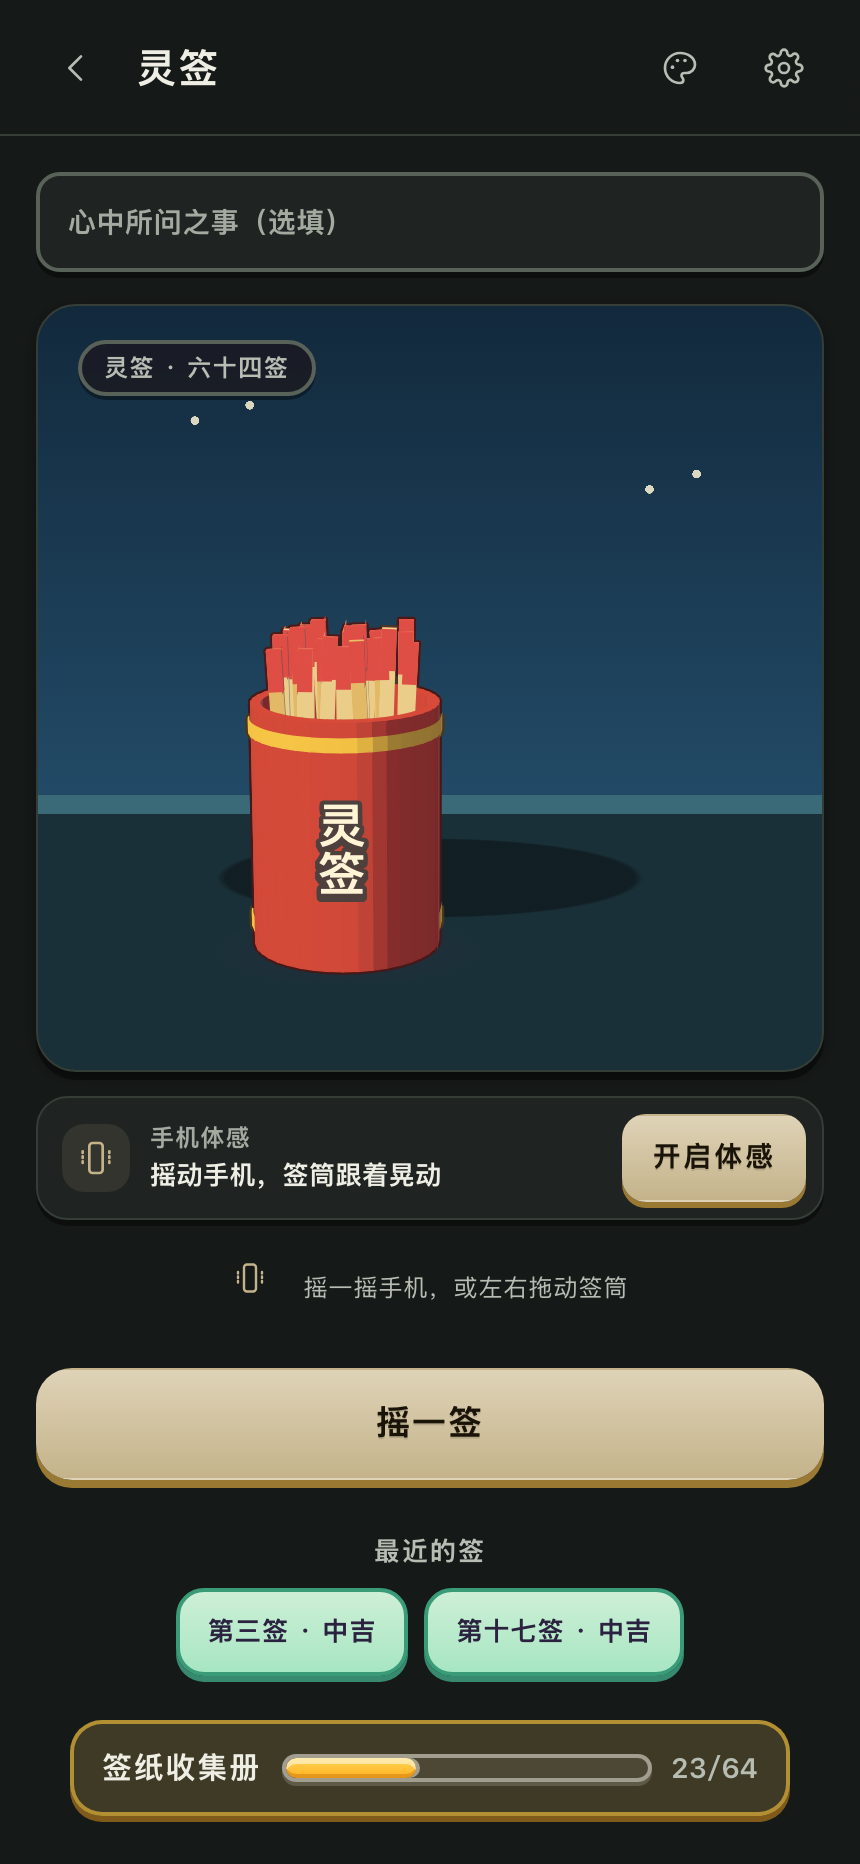 灵签
心中所问之事（选填）
灵签 · 六十四签
灵
签
手机体感
摇动手机，签筒跟着晃动
开启体感
摇一摇手机，或左右拖动签筒
摇一签
最近的签
第三签 · 中吉
第十七签 · 中吉
签纸收集册 23/64